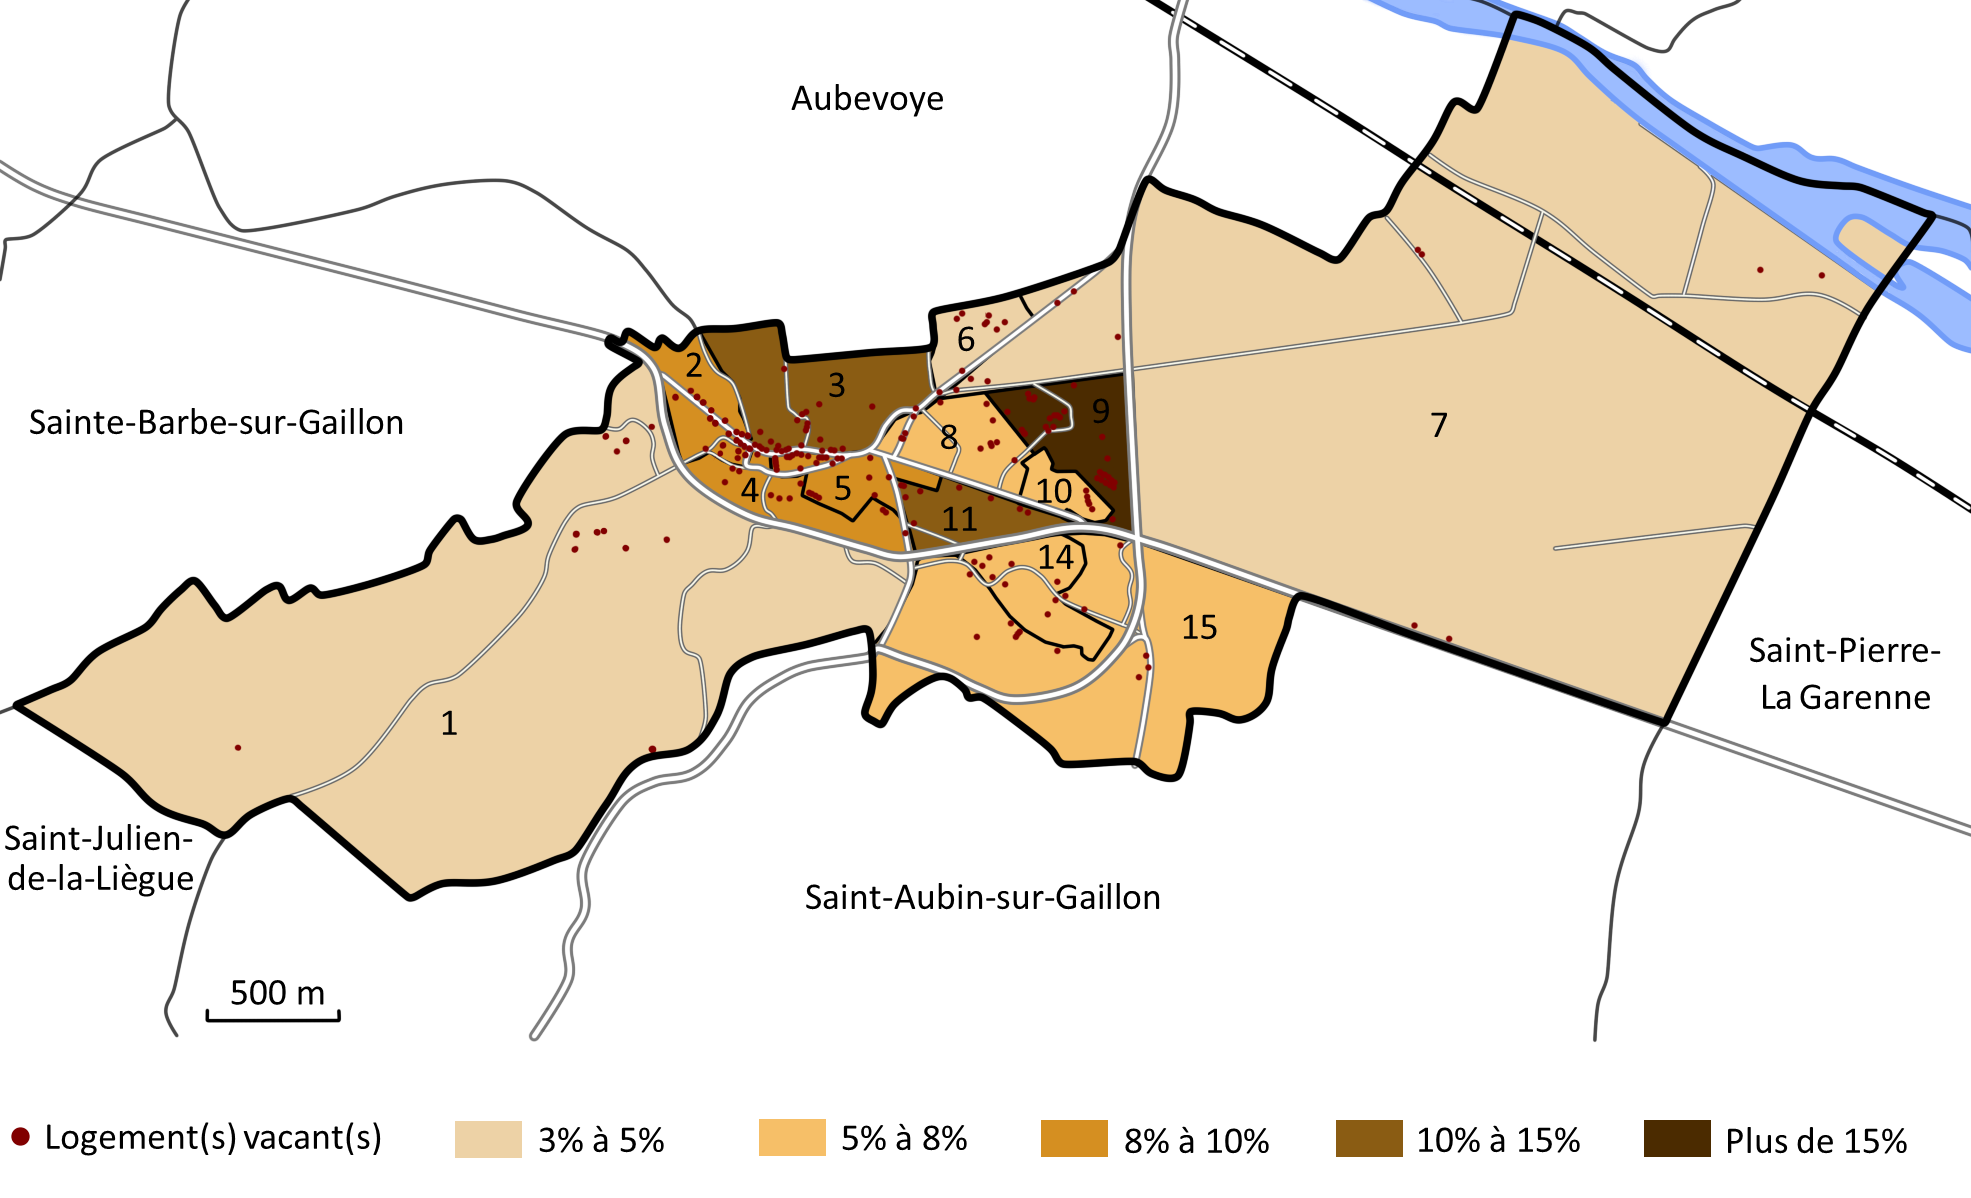 Aubevoye
Sainte-Barbe-sur-Gaillon
2
3
6
9
7
8
4
5
10
11
14
15
1
Saint-Pierre-
La Garenne
Saint-Julien-
de-la-Liègue
Saint-Aubin-sur-Gaillon
500 m
Logement(s) vacant(s)
3% à 5%
5% à 8%
8% à 10%
10% à 15%
Plus de 15%